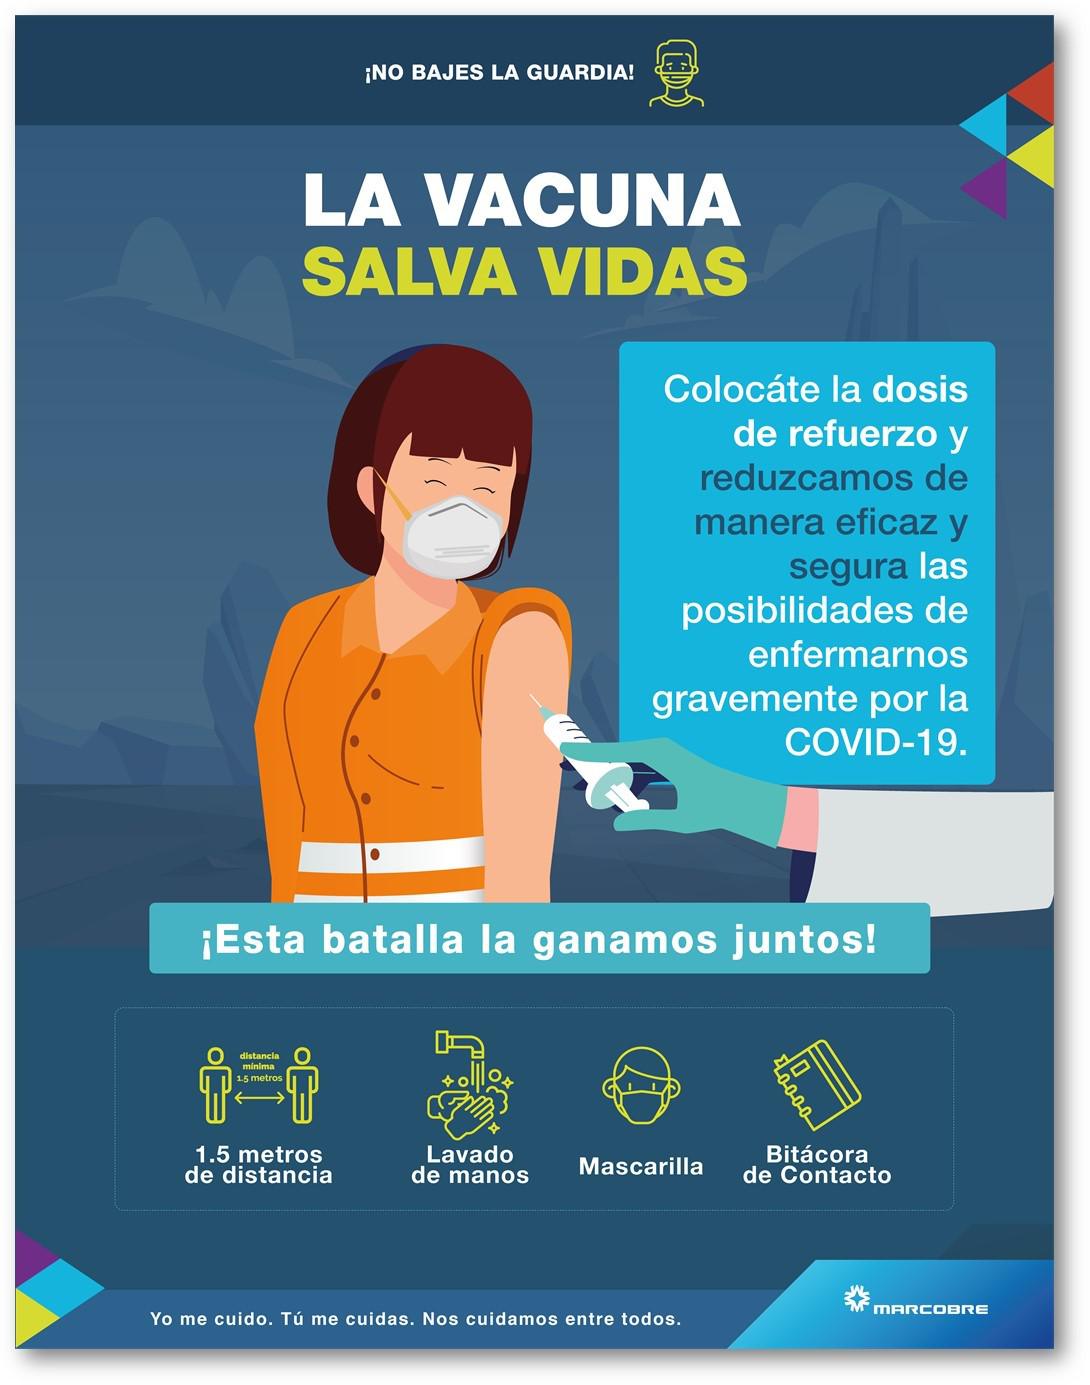 ¡NO BAJES LA GUARDIA!
LA VACUNA
SALVA VIDAS
Colocáte la dosis
de refuerzo y
reduzcamos de
manera eficaz y
segura las
posibilidades de
enfermarnos
gravemente por la
COVID-19.
¡Esta batalla la ganamos juntos!
distancia
mínima
1.5 metros
1.5 metros
de distancia
Lavado
de manos
Mascarilla
Bitácora
de Contacto
Yo me cuido. Tú me cuidas. Nos cuidamos entre todos.
MARCOBRE